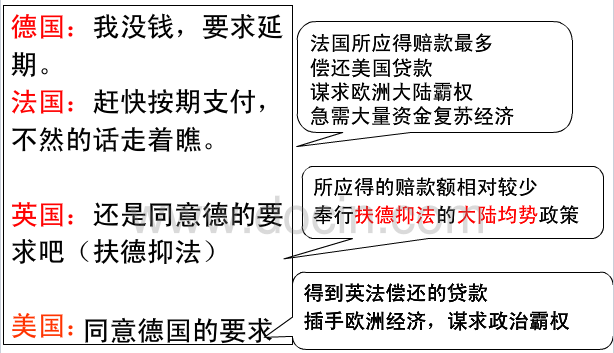 德国：我没钱，要求延
期。
法国：赶快按期支付，
不然的话走着瞧。
英国：还是同意德的要
求吧（扶德抑法）
美国：同意德国的要求
法国所应得赔款最多
偿还美国贷款
谋求欧洲大陆霸权
急需大量资金复苏经济
所应得的赔款额相对较少
奉行扶德抑法的大陆均势政策
得到英法偿还的贷款
插手欧洲经济，谋求政治霸权
www.docin.com